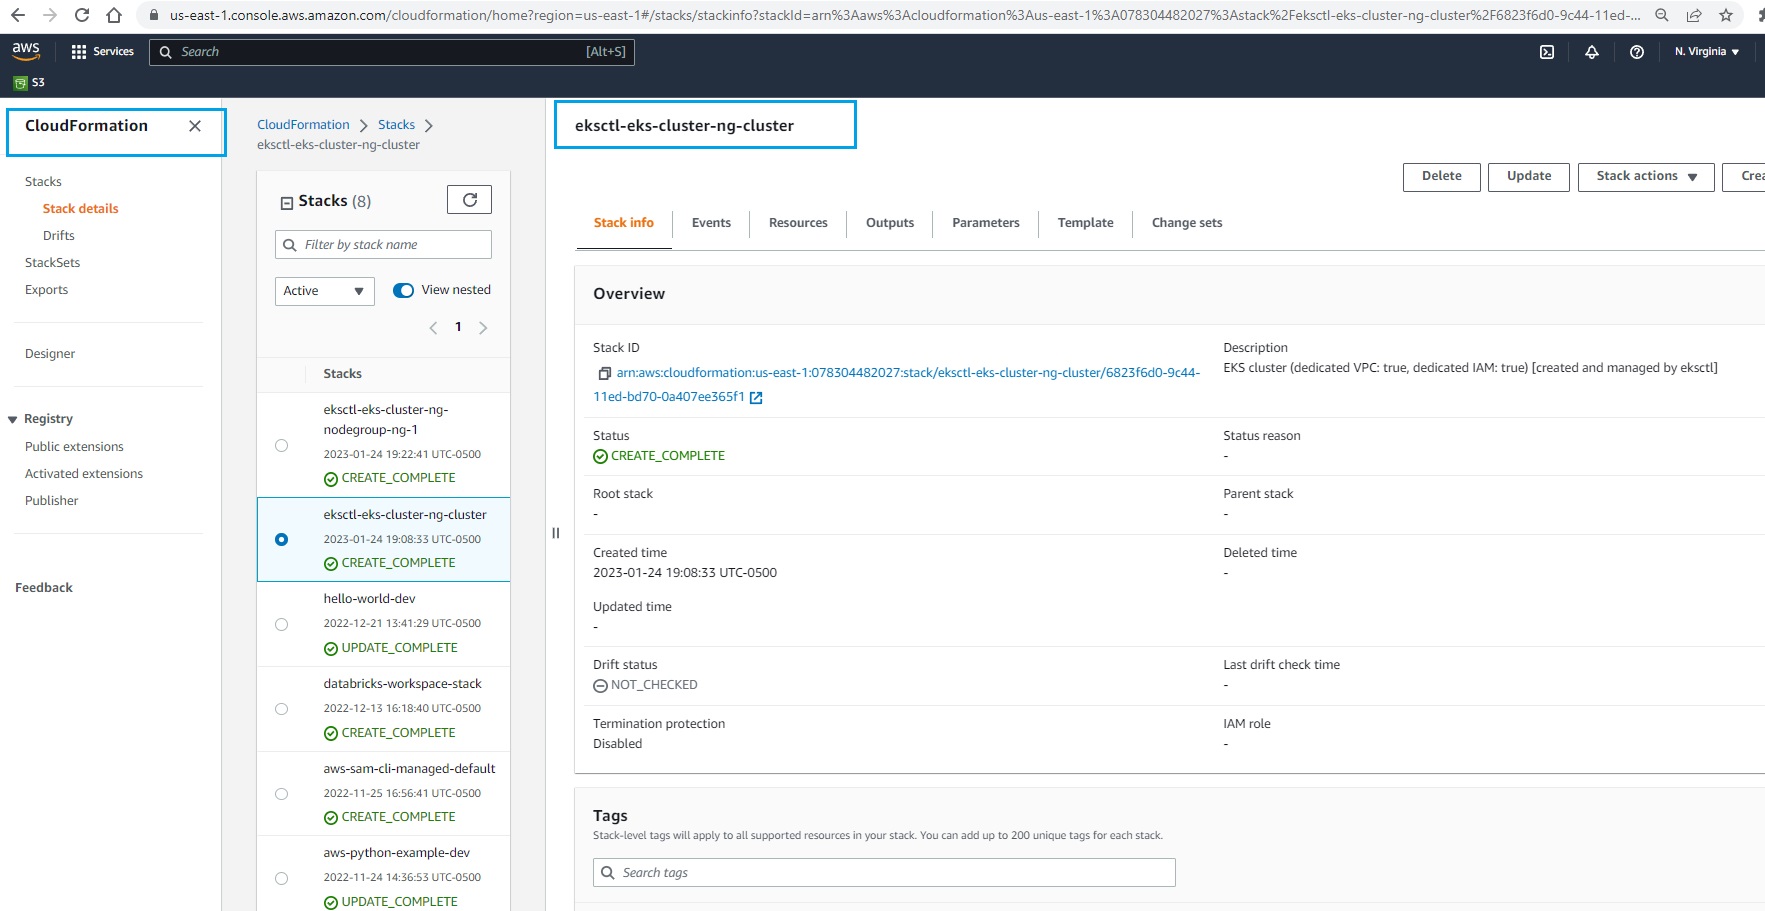 us-east-1.console.aws.amazon.com/cloudformation/home?region=us-east-1#/stacks/stackinfo?stackId=arn%3Aaws%3Acloudformation%3Aus-east-1%3A078304482027%3Astack%2Feksctl-eks-cluster-ng-cluster%2F6823f6d0-9c44-11ed-...
aws
Services
Search
[Alt+S]
N. Virginia
S3
CloudFormation
CloudFormation
Stacks
eksctl-eks-cluster-ng-cluster
eksctl-eks-cluster-ng-cluster
Stacks
Stack details
Drifts
StackSets
Exports
Designer
Registry
Public extensions
Activated extensions
Publisher
Feedback
Stacks (8)
Filter by stack name
Active
View nested
1
Stacks
eksctl-eks-cluster-ng-
nodegroup-ng-1
2023-01-24 19:22:41 UTC-0500
CREATE_COMPLETE
eksctl-eks-cluster-ng-cluster
2023-01-24 19:08:33 UTC-0500
CREATE_COMPLETE
hello-world-dev
2022-12-21 13:41:29 UTC-0500
UPDATE_COMPLETE
databricks-workspace-stack
2022-12-13 16:18:40 UTC-0500
CREATE_COMPLETE
aws-sam-cli-managed-default
2022-11-25 16:56:41 UTC-0500
CREATE_COMPLETE
aws-python-example-dev
2022-11-24 14:36:53 UTC-0500
UPDATE_COMPLETE
Delete
Update
Stack actions
Crea
Stack info
Events
Resources
Outputs
Parameters
Template
Change sets
Overview
Stack ID
arn:aws:cloudformation:us-east-1:078304482027:stack/eksctl-eks-cluster-ng-cluster/6823f6d0-9c44-
11ed-bd70-0a407ee365f1
Description
EKS cluster (dedicated VPC: true, dedicated IAM: true) [created and managed by eksctl]
Status
CREATE_COMPLETE
Status reason
-
Root stack
-
Parent stack
-
Created time
2023-01-24 19:08:33 UTC-0500
Deleted time
-
Updated time
-
Drift status
NOT_CHECKED
Last drift check time
-
Termination protection
Disabled
IAM role
-
Tags
Stack-level tags will apply to all supported resources in your stack. You can add up to 200 unique tags for each stack.
Search tags